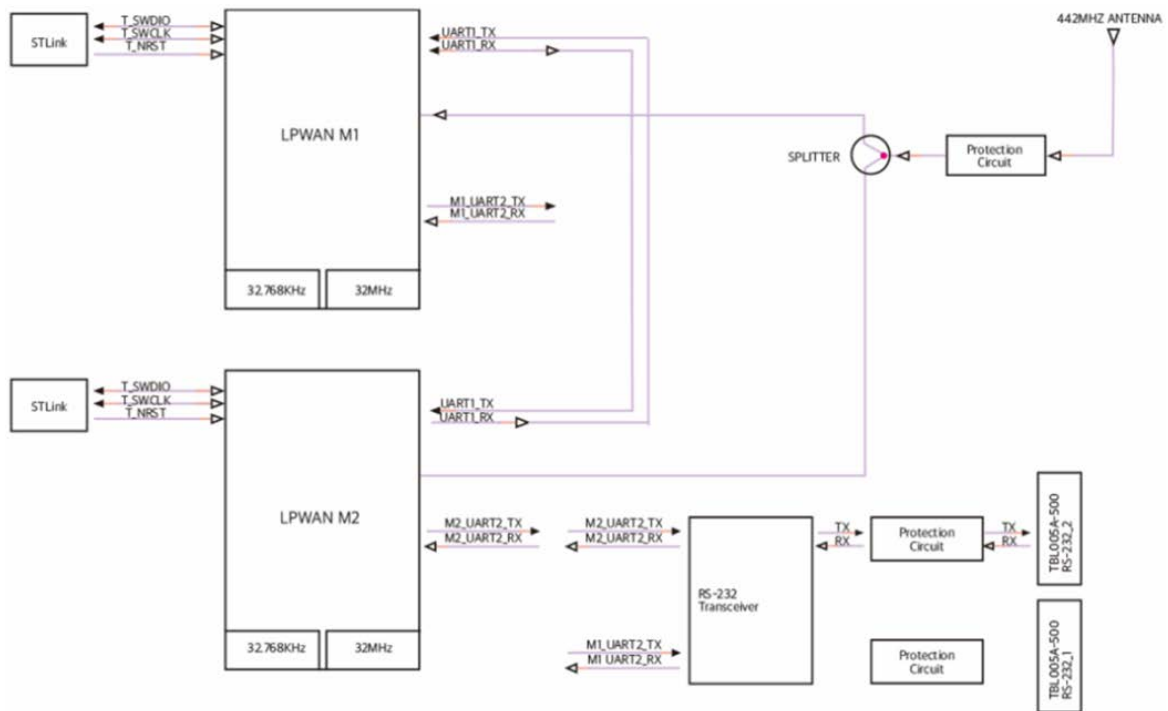 442MHZ ANTENNA
STLink
T_SWDIO
T_SWCLK
T_NRST
LPWAN M1
UART1_TX
UART1_RX
SPLITTER
Protection
Circuit
M1_UART2_TX
M1_UART2_RX
32.768KHz
32MHz
STLink
T_SWDIO
T_SWCLK
T_NRST
LPWAN M2
UART1_TX
UART1_RX
M2_UART2_TX
M2_UART2_RX
32.768KHz
32MHz
M2_UART2_TX
M2_UART2_RX
M1_UART2_TX
M1 UART2_RX
RS-232
Transceiver
TX
RX
Protection
Circuit
TX
RX
TBL005A-500
RS-232_2
Protection
Circuit
TBL005A-500
RS-232_1